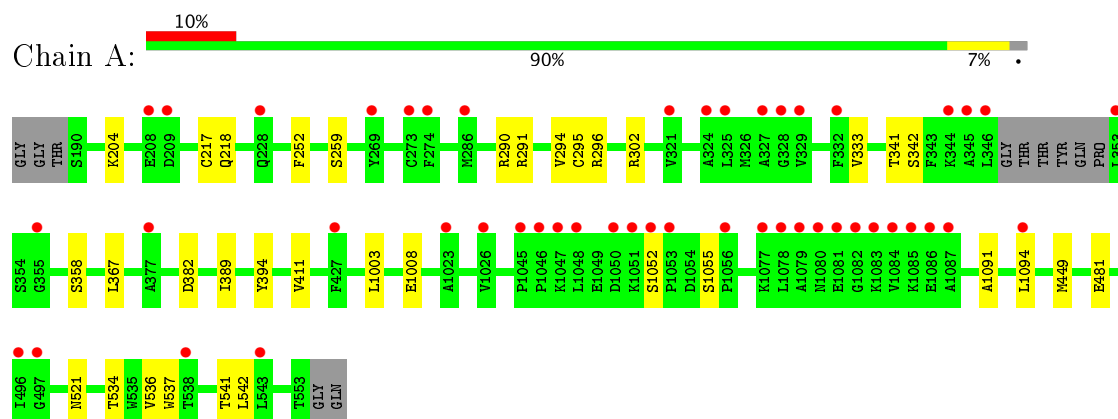 10%
Chain A:
90% 7% •
GLY GLY THR S190 K204 E208 D209 C217 Q218 Q228 F252 S259 Y269 C273 F274 M286 R290 R291 V294 C295 R296 R302 V321 A324 L325 M326 A327 G328 V329 F332 V333 T341 S342 F343 K344 A345 L346 GLY THR THR TYR GLN PRO L353
S354 G355 S358 L367 A377 D382 I389 Y394 V411 F427 L1003 E1008 A1023 V1026 P1045 P1046 K1047 L1048 E1049 D1050 K1051 S1052 P1053 D1054 S1055 P1056 K1077 L1078 A1079 N1080 E1081 G1082 K1083 V1084 K1085 E1086 A1087 A1091 L1094 M449 E481
I496 G497 N521 T534 W535 V536 W537 T538 T541 L542 L543 T553 GLY GLN